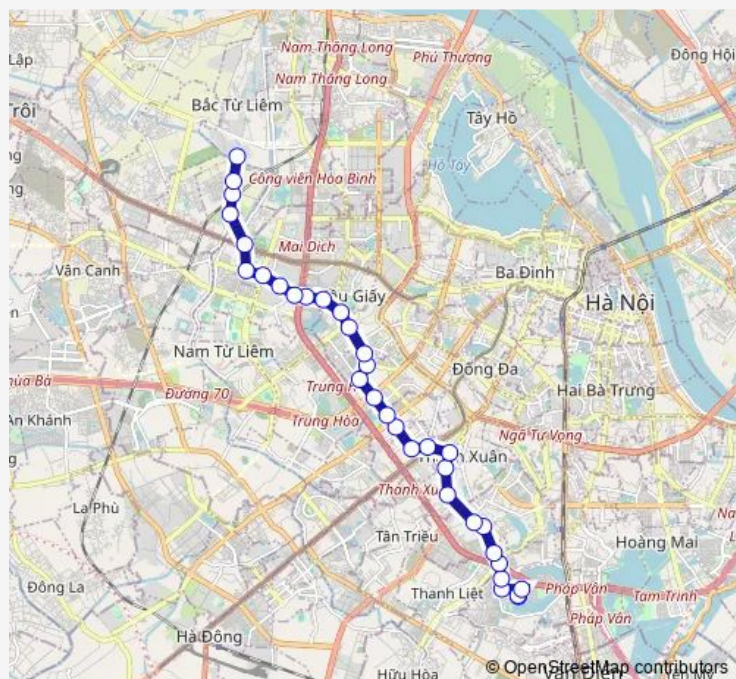 Nam Thăng Long
Phú Thượng
Đông Hội
Lập
Nam Thăng Long
Bắc Từ Liêm
Trôi
Tây Hồ
Hồ Tây
Công viên Hòa Bình
Mai Dịch
Vân Canh
Ba Đình
Hà Nội
Nam Từ Liêm
Đống Đa
Đường 70
Hai Bà Trưng
An Khánh
Trung Hòa
Ngã Tư Vọng
La Phù
Tân Triều
Hoàng Mai
Đông La
Thanh Liệt
Pháp Vân
Tam Trinh
Pháp Vân
Hà Đông
Hữu Hòa
© OpenStreetMap contributors